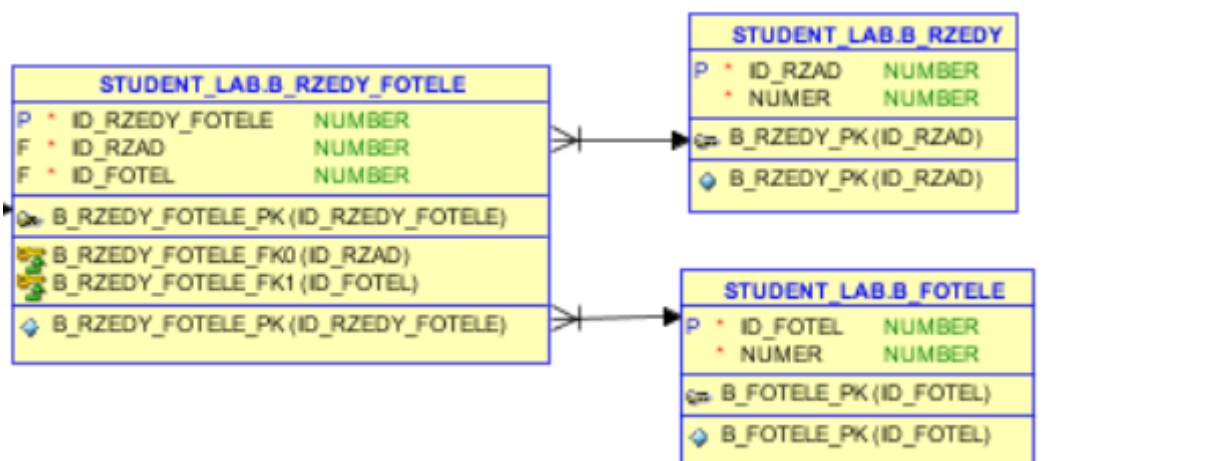 STUDENT_LAB.B_RZEDY_FOTELE
P * ID_RZEDY_FOTELE NUMBER
F * ID_RZAD NUMBER
F * ID_FOTEL NUMBER
B_RZEDY_FOTELE_PK (ID_RZEDY_FOTELE)
B_RZEDY_FOTELE_FK0 (ID_RZAD)
B_RZEDY_FOTELE_FK1 (ID_FOTEL)
B_RZEDY_FOTELE_PK (ID_RZEDY_FOTELE)
STUDENT_LAB.B_RZEDY
P * ID_RZAD NUMBER
* NUMER NUMBER
B_RZEDY_PK (ID_RZAD)
B_RZEDY_PK (ID_RZAD)
STUDENT_LAB.B_FOTELE
P * ID_FOTEL NUMBER
* NUMER NUMBER
B_FOTELE_PK (ID_FOTEL)
B_FOTELE_PK (ID_FOTEL)